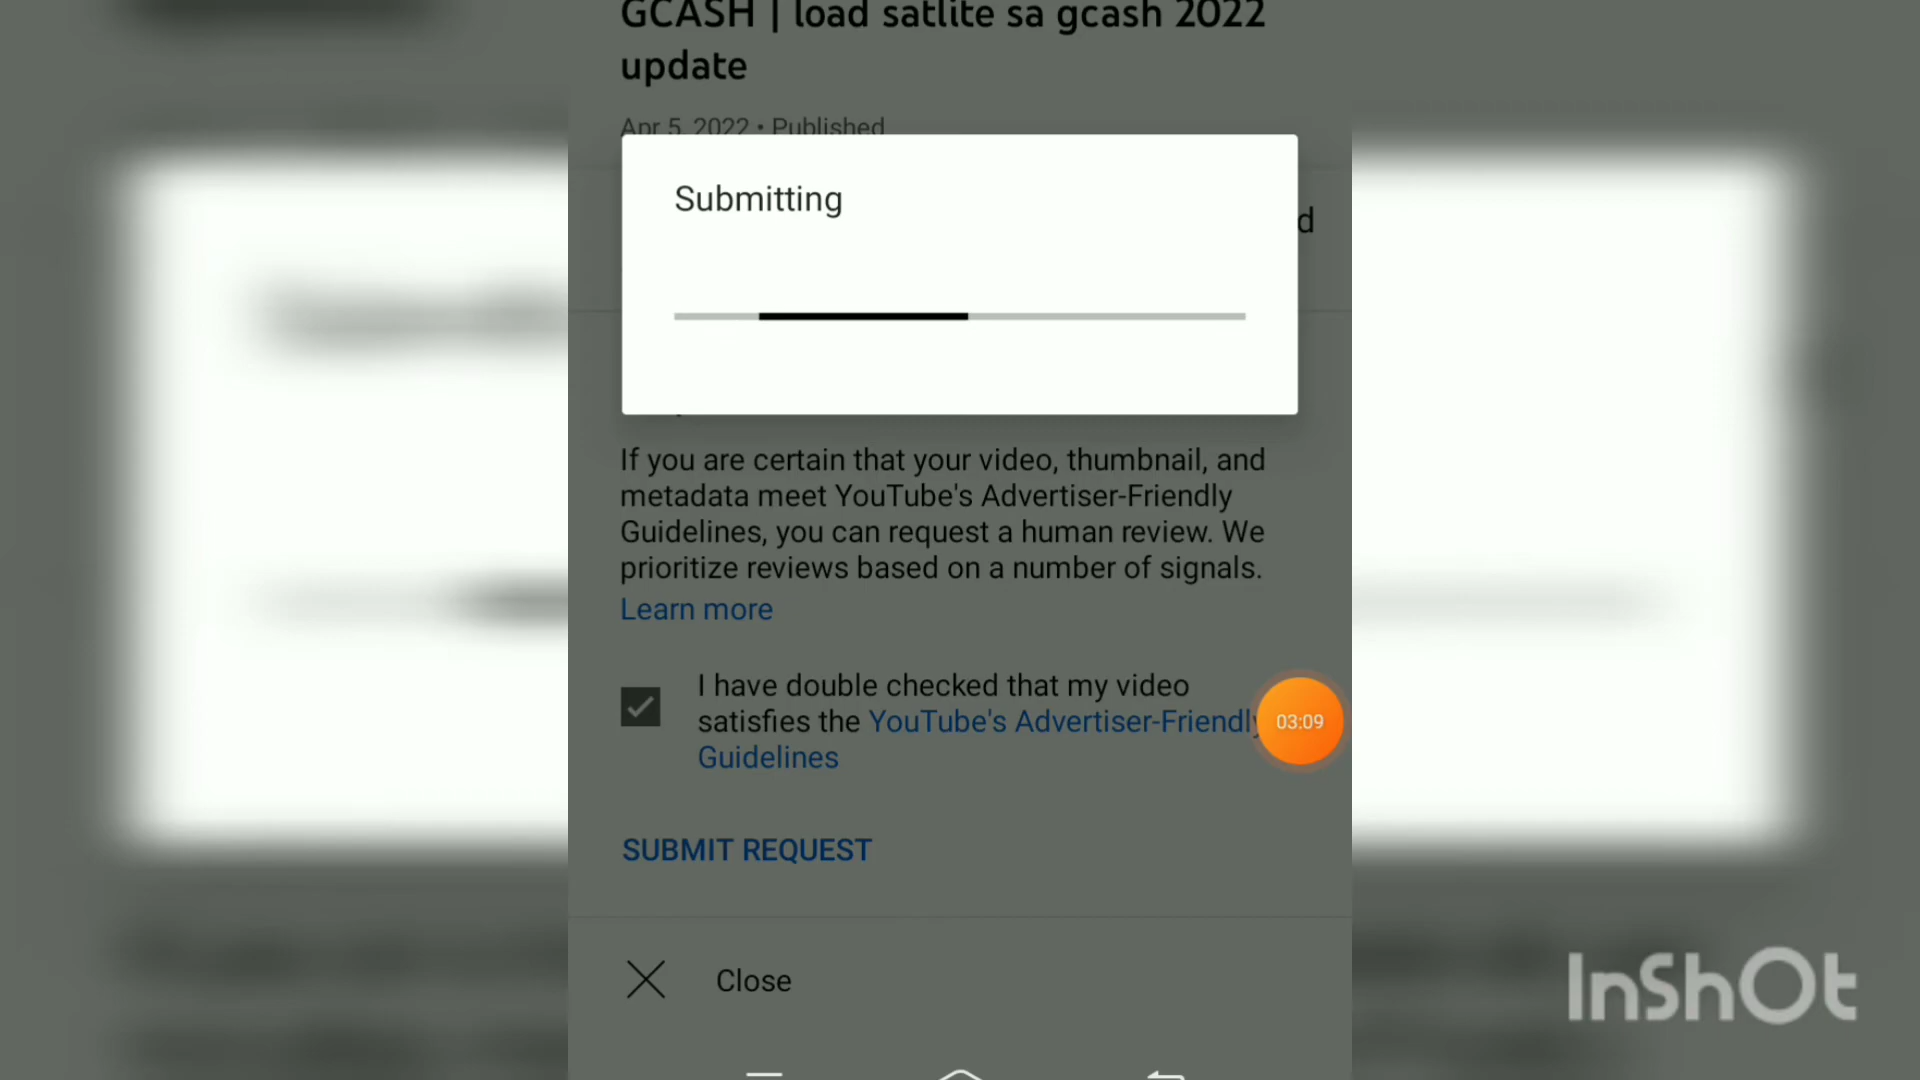 GCASH | load satlite sa gcash 2022
update
Apr 5, 2022 • Published
Submitting
d
If you are certain that your video, thumbnail, and
metadata meet YouTube's Advertiser-Friendly
Guidelines, you can request a human review. We
prioritize reviews based on a number of signals.
Learn more
I have double checked that my video
satisfies the YouTube's Advertiser-Friendly
Guidelines
03:09
SUBMIT REQUEST
Close
InShOt